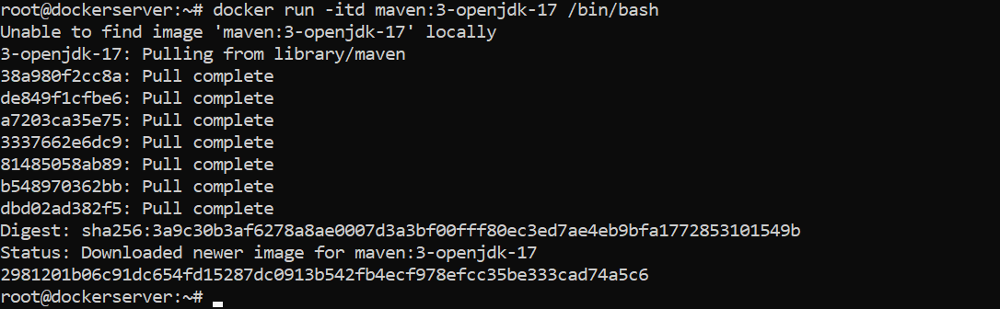 root@dockerserver:~# docker run -itd maven:3-openjdk-17 /bin/bash
Unable to find image 'maven:3-openjdk-17' locally
3-openjdk-17: Pulling from library/maven
38a980f2cc8a: Pull complete
de849f1cfbe6: Pull complete
a7203ca35e75: Pull complete
3337662e6dc9: Pull complete
81485058ab89: Pull complete
b548970362bb: Pull complete
dbd02ad382f5: Pull complete
Digest: sha256:3a9c30b3af6278a8ae0007d3a3bf00fff80ec3ed7ae4eb9bfa1772853101549b
Status: Downloaded newer image for maven:3-openjdk-17
2981201b06c91dc654fd15287dc0913b542fb4ecf978efcc35be333cad74a5c6
root@dockerserver:~#